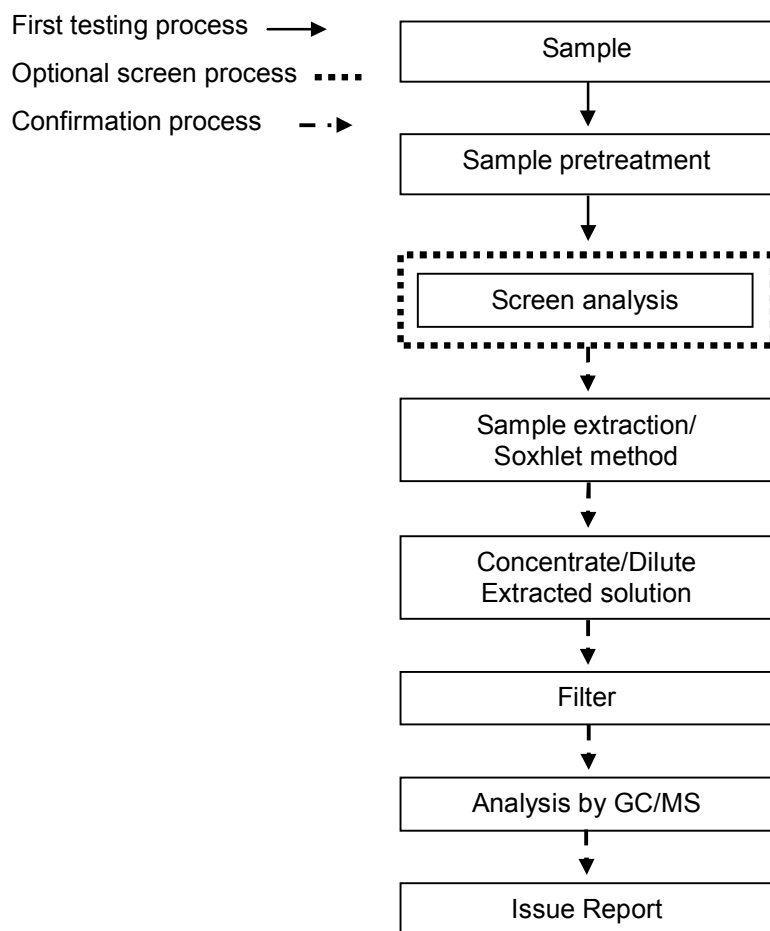 First testing process
Optional screen process
Confirmation process
Sample
Sample pretreatment
Screen analysis
Sample extraction/
Soxhlet method
Concentrate/Dilute
Extracted solution
Filter
Analysis by GC/MS
Issue Report